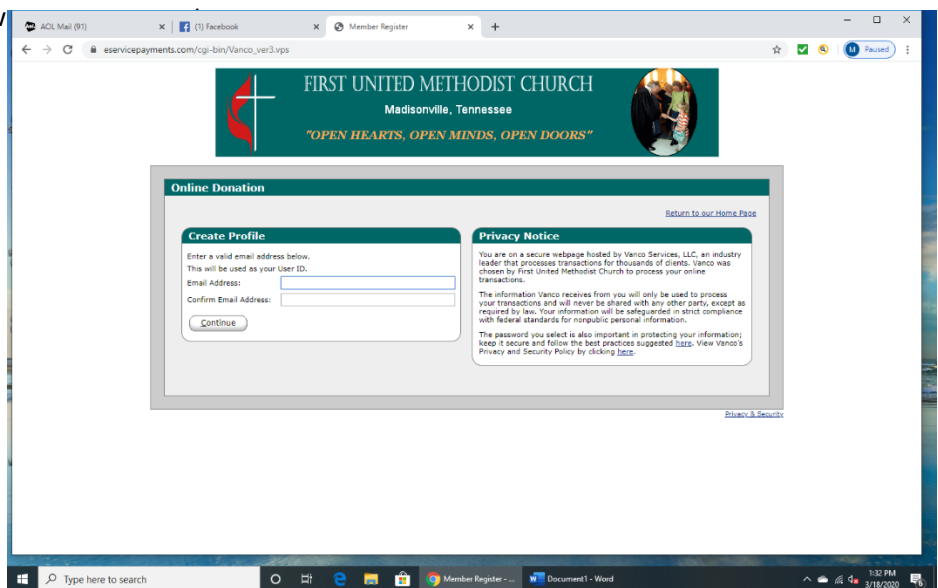 AOL Mail (91)
(1) Facebook
Member Register
eservicepayments.com/cgi-bin/Vanco_ver3.vps
M Paused
FIRST UNITED METHODIST CHURCH
Madisonville, Tennessee
"OPEN HEARTS, OPEN MINDS, OPEN DOORS"
Online Donation
Return to our Home Page
Create Profile
Enter a valid email address below.
This will be used as your User ID.
Email Address:
Confirm Email Address:
Continue
Privacy Notice
You are on a secure webpage hosted by Vanco Services, LLC, an industry
leader that processes transactions for thousands of clients. Vanco was
chosen by First United Methodist Church to process your online
transactions.
The information Vanco receives from you will only be used to process
your transactions and will never be shared with any other party, except as
required by law. Your information will be safeguarded in strict compliance
with federal standards for nonpublic personal information.
The password you select is also important in protecting your information;
keep it secure and follow the best practices suggested here. View Vanco's
Privacy and Security Policy by clicking here.
Privacy & Security
Type here to search
Member Register - ...
Document1 - Word
1:32 PM
3/18/2020